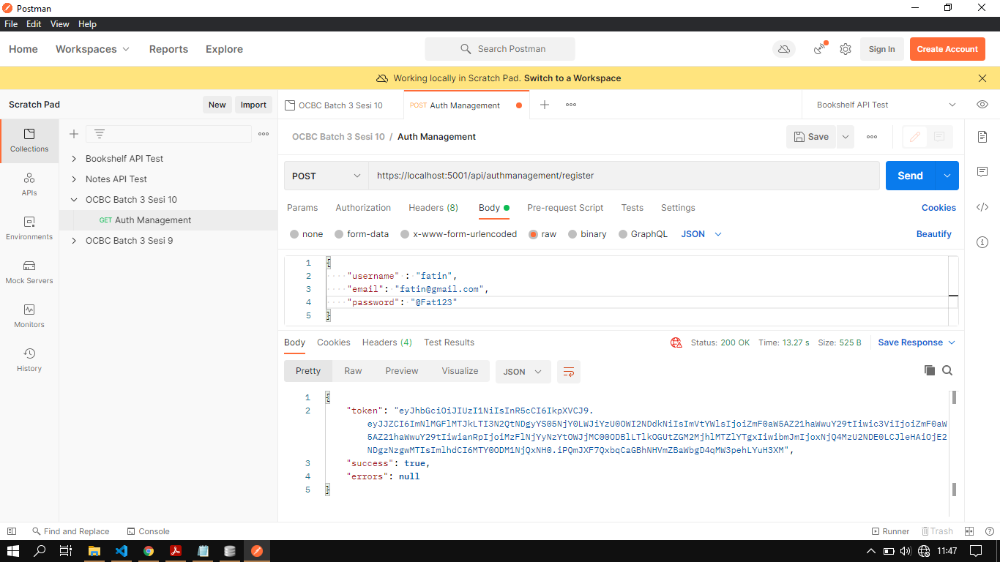 Postman
File Edit View Help
Home Workspaces Reports Explore Search Postman Sign In Create Account
Working locally in Scratch Pad. Switch to a Workspace
Scratch Pad New Import OCBC Batch 3 Sesi 10 POST Auth Management Bookshelf API Test
Collections
APIs
Environments
Mock Servers
Monitors
History
Bookshelf API Test
Notes API Test
OCBC Batch 3 Sesi 10
GET Auth Management
OCBC Batch 3 Sesi 9
OCBC Batch 3 Sesi 10 / Auth Management Save
POST https://localhost:5001/api/authmanagement/register Send
Params Authorization Headers (8) Body Pre-request Script Tests Settings Cookies
none form-data x-www-form-urlencoded raw binary GraphQL JSON Beautify
1 {
2 "username" : "fatin",
3 "email": "fatin@gmail.com",
4 "password": "@Fat123"
5 }
Body Cookies Headers (4) Test Results Status: 200 OK Time: 13.27 s Size: 525 B Save Response
Pretty Raw Preview Visualize JSON
1 {
2 "token": "eyJhbGciOiJIUzI1NiIsInR5cCI6IkpXVCJ9.
3 "success": true,
4 "errors": null
5 }
Find and Replace Console Runner Trash
11:47